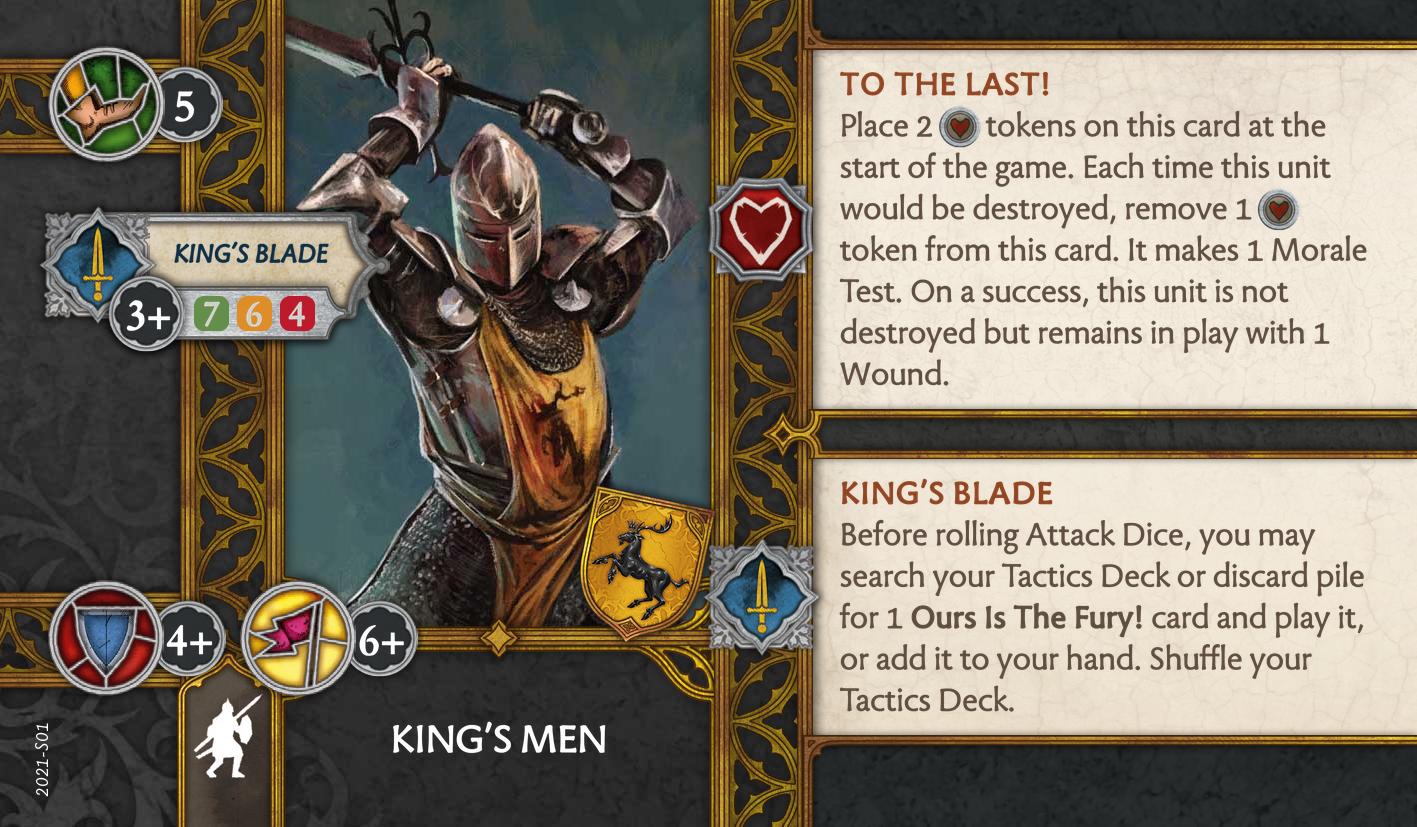 5
KING'S BLADE
3+ 7 6 4
4+ 6+
KING'S MEN
2021-S01
TO THE LAST!
Place 2 tokens on this card at the
start of the game. Each time this unit
would be destroyed, remove 1
token from this card. It makes 1 Morale
Test. On a success, this unit is not
destroyed but remains in play with 1
Wound.
KING'S BLADE
Before rolling Attack Dice, you may
search your Tactics Deck or discard pile
for 1 Ours Is The Fury! card and play it,
or add it to your hand. Shuffle your
Tactics Deck.